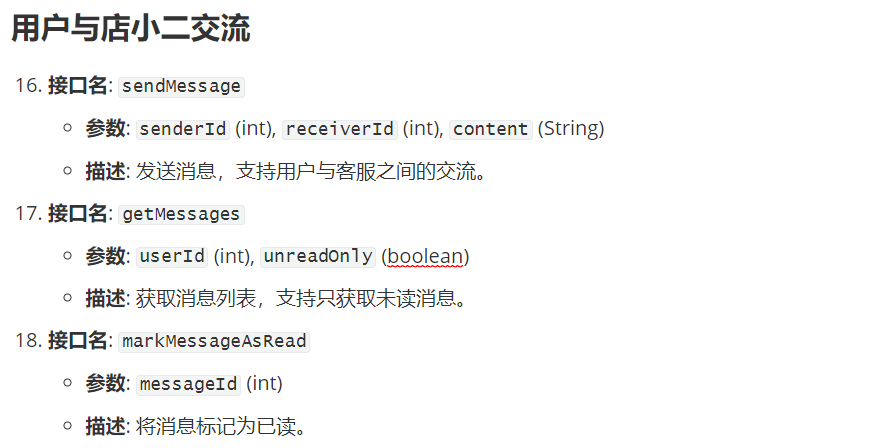 用户与店小二交流
16. 接口名: sendMessage
参数: senderId (int), receiverId (int), content (String)
描述: 发送消息，支持用户与客服之间的交流。
17. 接口名: getMessages
参数: userId (int), unreadOnly (boolean)
描述: 获取消息列表，支持只获取未读消息。
18. 接口名: markMessageAsRead
参数: messageId (int)
描述: 将消息标记为已读。